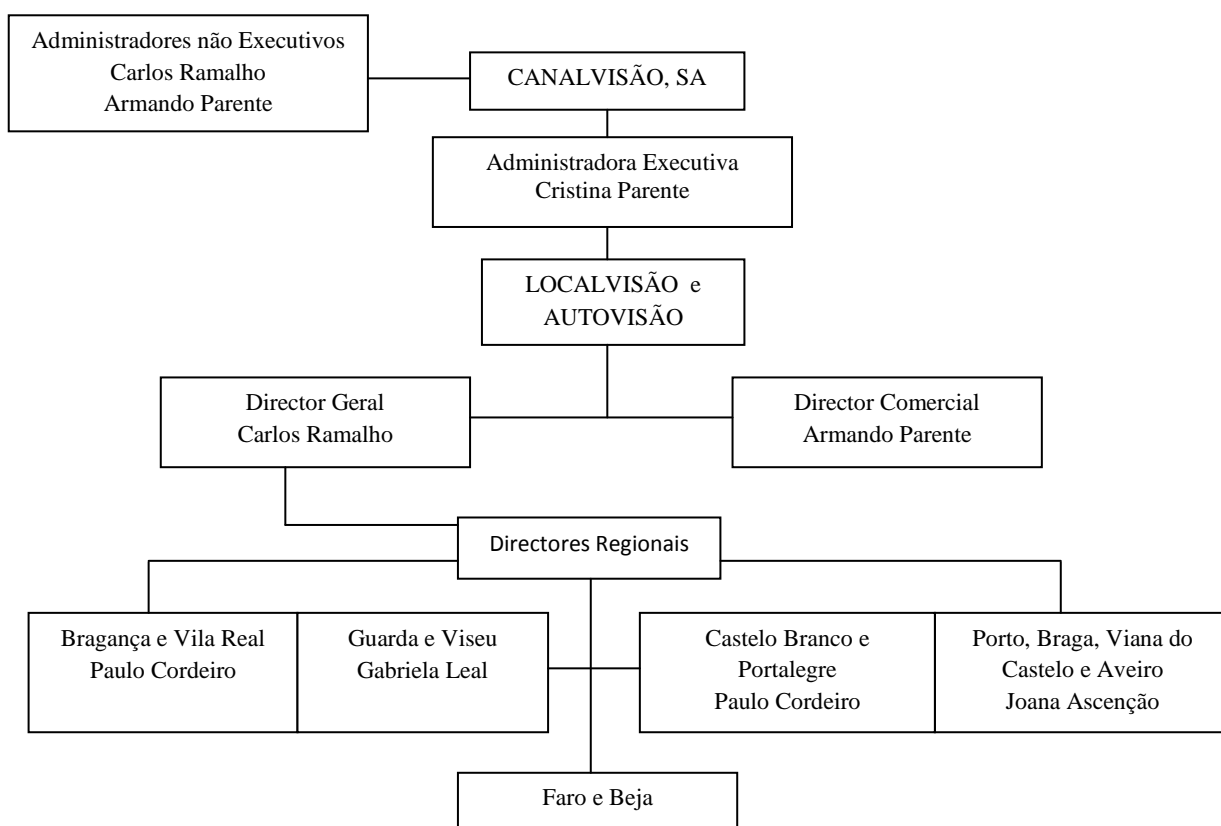 Administradores não Executivos
Carlos Ramalho
Armando Parente
CANALVISÃO, SA
Administradora Executiva
Cristina Parente
LOCALVISÃO e
AUTOVISÃO
Director Geral
Carlos Ramalho
Director Comercial
Armando Parente
Directores Regionais
Bragança e Vila Real
Paulo Cordeiro
Guarda e Viseu
Gabriela Leal
Castelo Branco e
Portalegre
Paulo Cordeiro
Porto, Braga, Viana do
Castelo e Aveiro
Joana Ascenção
Faro e Beja